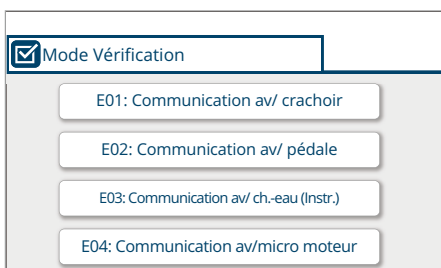 Mode Vérification
E01: Communication av/ crachoir
E02: Communication av/ pédale
E03: Communication av/ ch.-eau (Instr.)
E04: Communication av/micro moteur